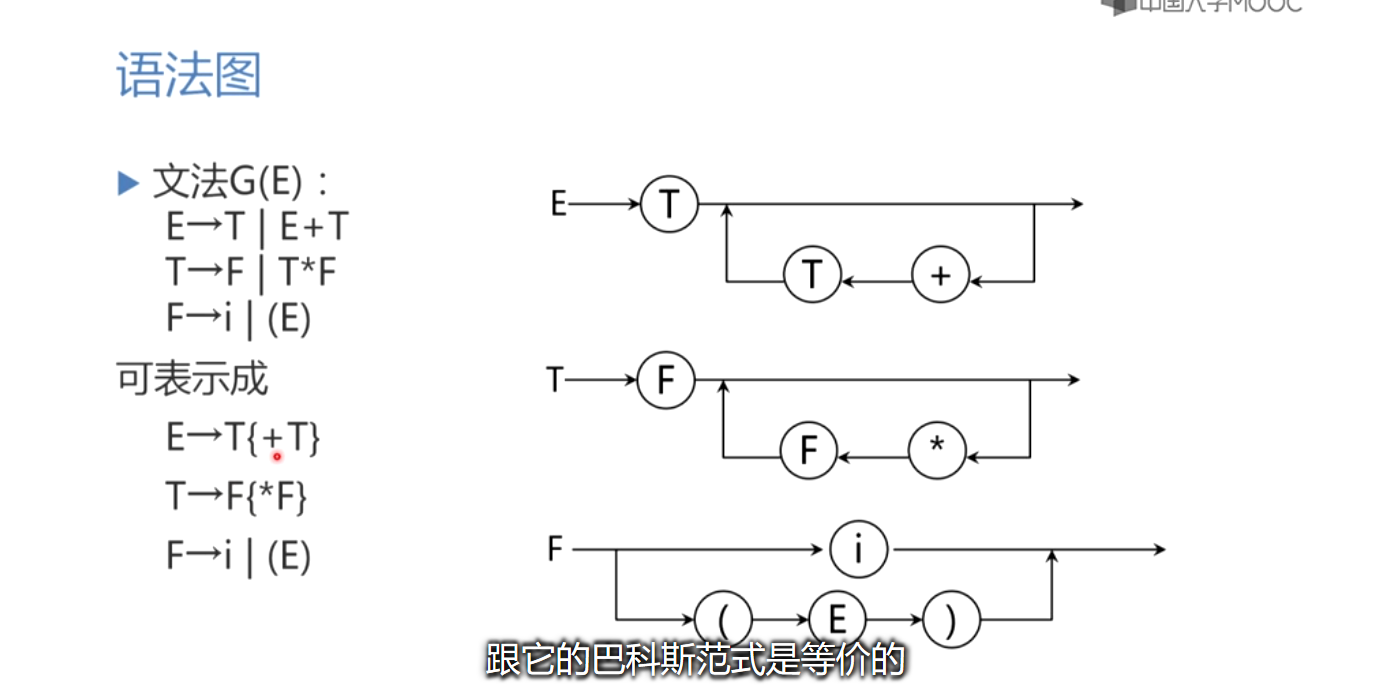 中国大学MOOC
语法图
文法G(E)：
E→T | E+T
T→F | T*F
F→i | (E)
可表示成
E→T{+T}
T→F{*F}
F→i | (E)
E T
T +
T F
F *
F i
( E )
跟它的巴科斯范式是等价的